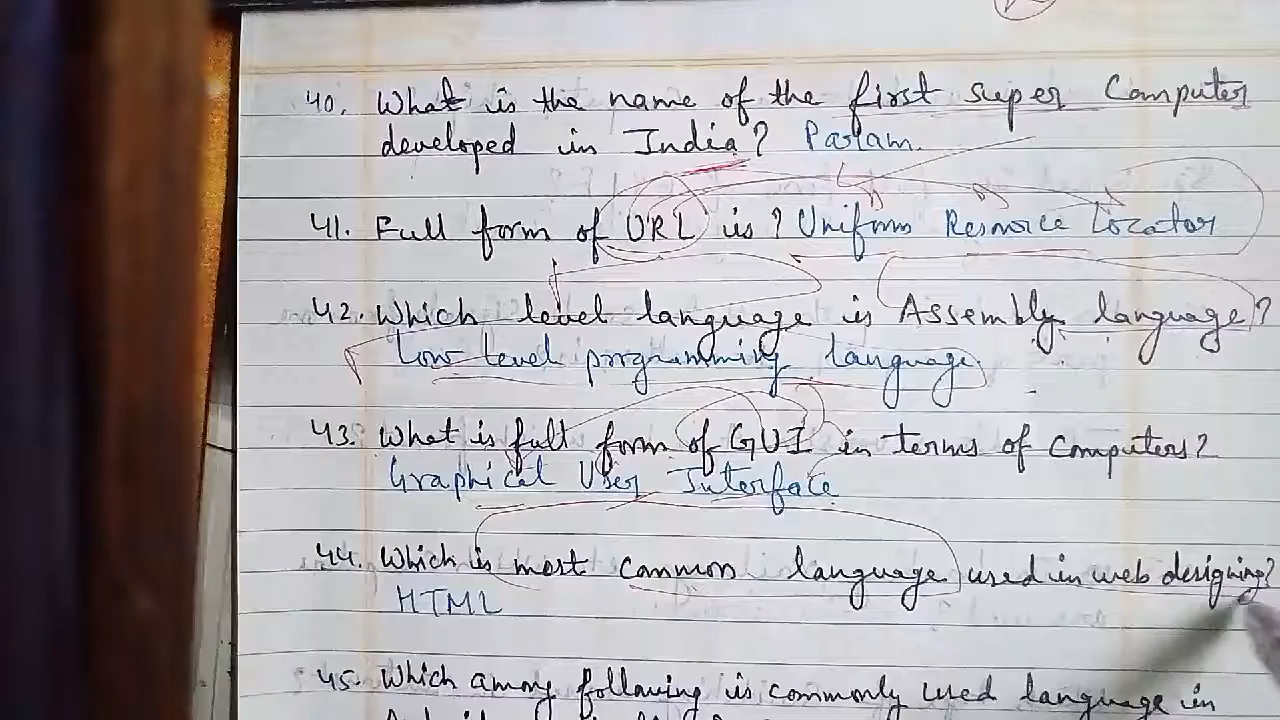 40. What is the name of the first super Computer
developed in India? Param.
41. Full form of URL is? Uniform Resource Locator
42. Which level language is Assembly language?
Low level programming language
43. What is full form of GUI in terms of Computers?
Graphical User Interface
44. Which is most common language used in web designing?
HTML
45. Which among following is commonly used language in